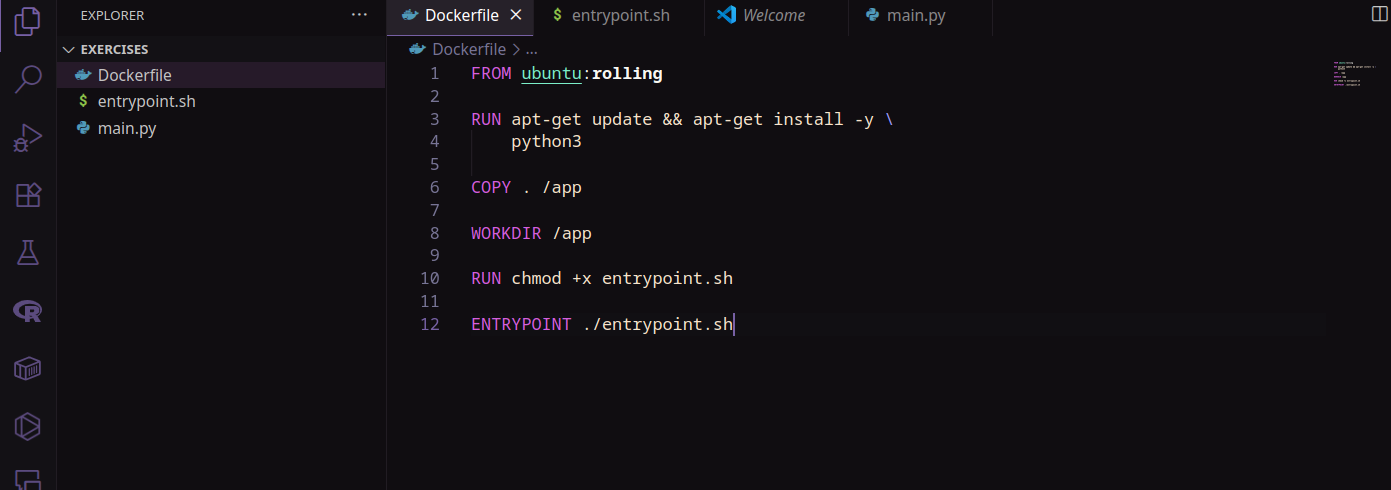 EXPLORER ...
EXERCISES
Dockerfile
entrypoint.sh
main.py
Dockerfile entrypoint.sh Welcome main.py
Dockerfile > ...
1 FROM ubuntu:rolling
2
3 RUN apt-get update && apt-get install -y \
4 python3
5
6 COPY . /app
7
8 WORKDIR /app
9
10 RUN chmod +x entrypoint.sh
11
12 ENTRYPOINT ./entrypoint.sh